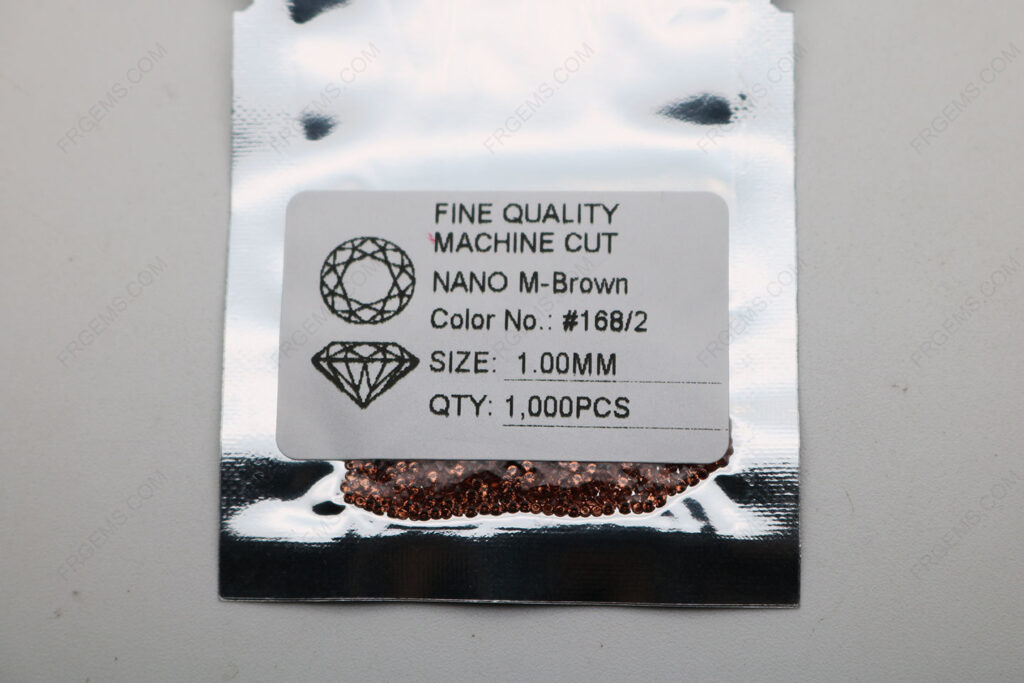 FINE QUALITY
MACHINE CUT
NANO M-Brown
Color No.: #168/2
SIZE: 1.00MM
QTY: 1,000PCS
FRGEMS.COM